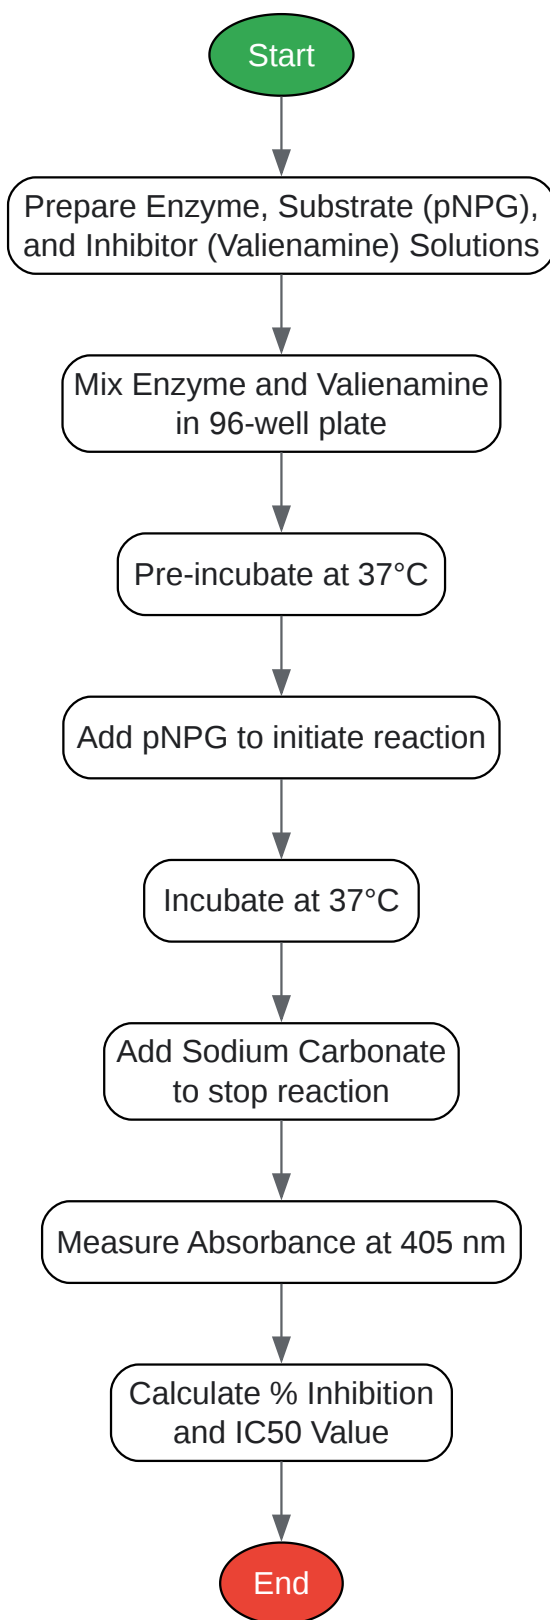 Start
Prepare Enzyme, Substrate (pNPG),
and Inhibitor (Valienamine) Solutions
Mix Enzyme and Valienamine
in 96-well plate
Pre-incubate at 37°C
Add pNPG to initiate reaction
Incubate at 37°C
Add Sodium Carbonate
to stop reaction
Measure Absorbance at 405 nm
Calculate % Inhibition
and IC50 Value
End